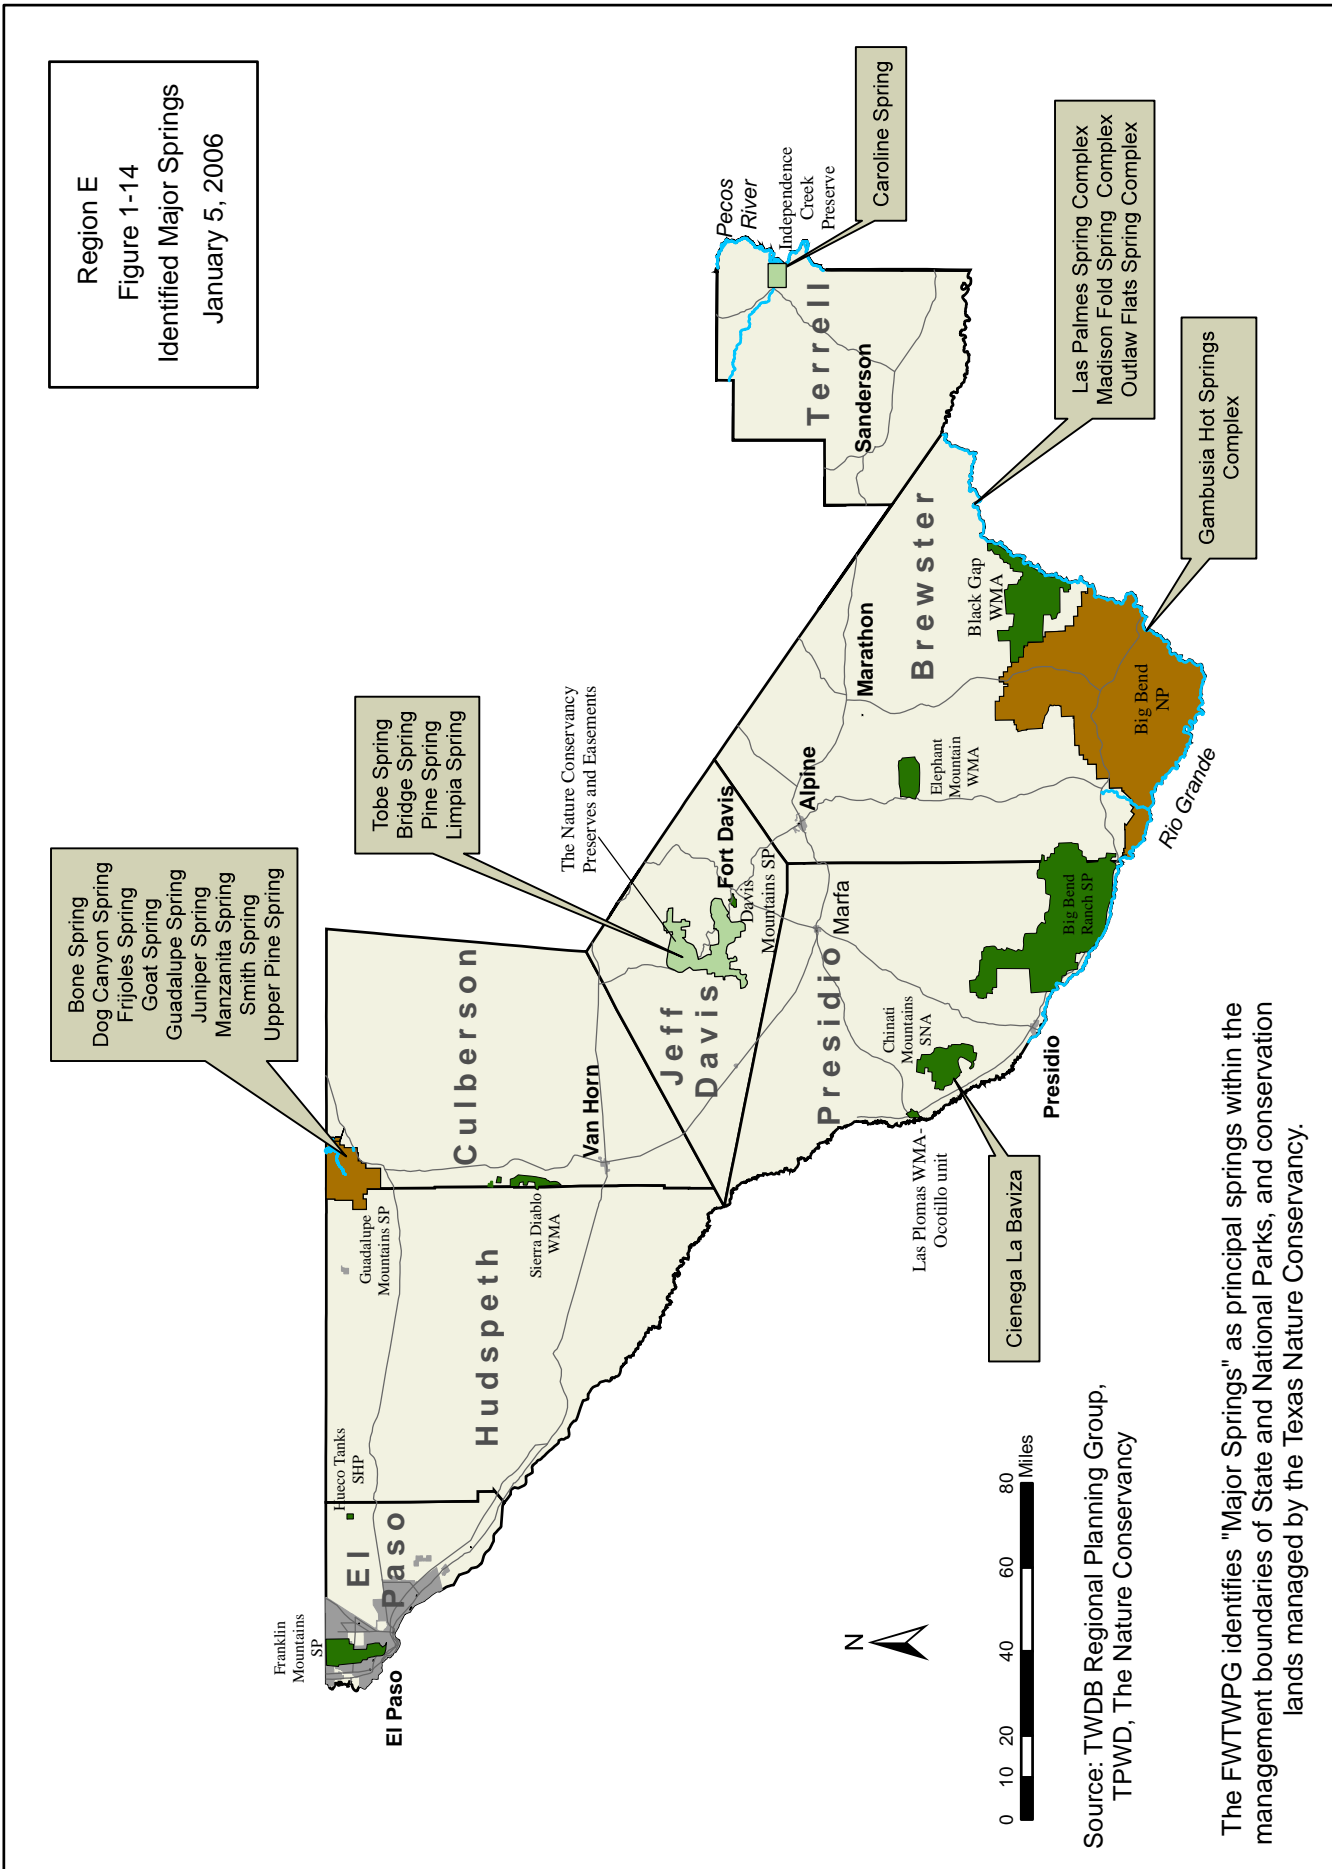 Region E
Figure 1-14
Identified Major Springs
January 5, 2006
Bone Spring
Dog Canyon Spring
Frijoles Spring
Goat Spring
Guadalupe Spring
Juniper Spring
Manzanita Spring
Smith Spring
Upper Pine Spring
Tobe Spring
Bridge Spring
Pine Spring
Limpia Spring
The Nature Conservancy
Preserves and Easements
Caroline Spring
Pecos
River
Independence
Creek
Preserve
Las Palmes Spring Complex
Madison Fold Spring Complex
Outlaw Flats Spring Complex
Gambusia Hot Springs
Complex
Franklin
Mountains
SP
El Paso
El
Paso
Hueco Tanks
SHP
Hudspeth
Guadalupe
Mountains SP
Sierra Diablo
WMA
Culberson
Van Horn
Jeff
Davis
Fort Davis
Davis
Mountains SP
Presidio
Marfa
Chinati
Mountains
SNA
Las Plomas WMA-
Ocotillo unit
Cienega La Baviza
Presidio
Big Bend
Ranch SP
Alpine
Elephant
Mountain
WMA
Marathon
Brewster
Black Gap
WMA
Big Bend
NP
Rio Grande
Terrell
Sanderson
N
0 10 20 40 60 80
Miles
Source: TWDB Regional Planning Group,
TPWD, The Nature Conservancy
The FWTWPG identifies "Major Springs" as principal springs within the
management boundaries of State and National Parks, and conservation
lands managed by the Texas Nature Conservancy.